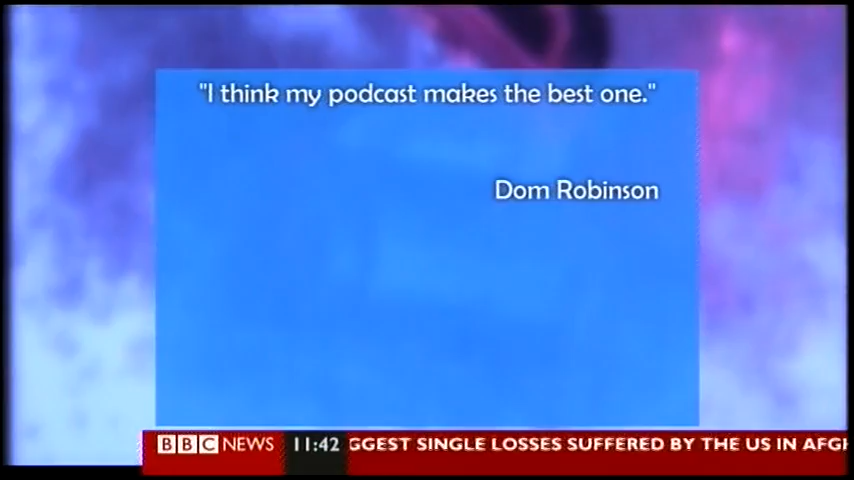 "I think my podcast makes the best one."
Dom Robinson
BBC NEWS 11:42 GGEST SINGLE LOSSES SUFFERED BY THE US IN AFGH